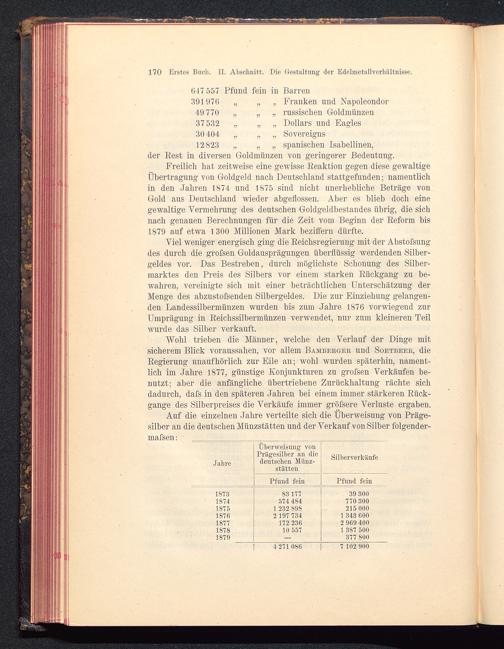 170 Erstes Buch. II. Abschnitt. Die Gestaltung der Edelmetallverhältnisse.
647 557 Pfund fein in Barren
391 976 „ „ „ Franken und Napoleondor
49 770 „ „ „ russischen Goldmünzen
37 532 „ „ „ Dollars und Eagles
30 404 „ „ „ Sovereigns
12 823 „ „ „ spanischen Isabellinen,
der Rest in diversen Goldmünzen von geringerer Bedeutung.
Freilich hat zeitweise eine gewisse Reaktion gegen diese gewaltige
Übertragung von Goldgeld nach Deutschland stattgefunden; namentlich
in den Jahren 1874 und 1875 sind nicht unerhebliche Beträge von
Gold aus Deutschland wieder abgeflossen. Aber es blieb doch eine
gewaltige Vermehrung des deutschen Goldgeldbestandes übrig, die sich
nach genauen Berechnungen für die Zeit vom Beginn der Reform bis
1879 auf etwa 1300 Millionen Mark beziffern dürfte.
Viel weniger energisch ging die Reichsregierung mit der Abstoſsung
des durch die groſsen Goldausprägungen überflüssig werdenden Silber-
geldes vor. Das Bestreben, durch möglichste Schonung des Silber-
marktes den Preis des Silbers vor einem starken Rückgang zu be-
wahren, vereinigte sich mit einer beträchtlichen Unterschätzung der
Menge des abzustoſsenden Silbergeldes. Die zur Einziehung gelangen-
den Landessilbermünzen wurden bis zum Jahre 1876 vorwiegend zur
Umprägung in Reichssilbermünzen verwendet, nur zum kleineren Teil
wurde das Silber verkauft.
Wohl trieben die Männer, welche den Verlauf der Dinge mit
sicherem Blick voraussahen, vor allem Bamberger und Soetbeer, die
Regierung unaufhörlich zur Eile an; wohl wurden späterhin, nament-
lich im Jahre 1877, günstige Konjunkturen zu groſsen Verkäufen be-
nutzt; aber die anfängliche übertriebene Zurückhaltung rächte sich
dadurch, daſs in den späteren Jahren bei einem immer stärkeren Rück-
gange des Silberpreises die Verkäufe immer gröſsere Verluste ergaben.
Auf die einzelnen Jahre verteilte sich die Überweisung von Präge-
silber an die deutschen Münzstätten und der Verkauf von Silber folgender-
maſsen:
Jahre
Überweisung von
Prägesilber an die
deutschen Münz-
stätten
Silberverkäufe
Pfund fein Pfund fein
1873 83 177 39 300
1874 574 484 770 300
1875 1 232 898 215 000
1876 2 197 734 1 343 600
1877 172 236 2 969 400
1878 10 557 1 387 500
1879 — 377 800
4 271 086 7 102 900